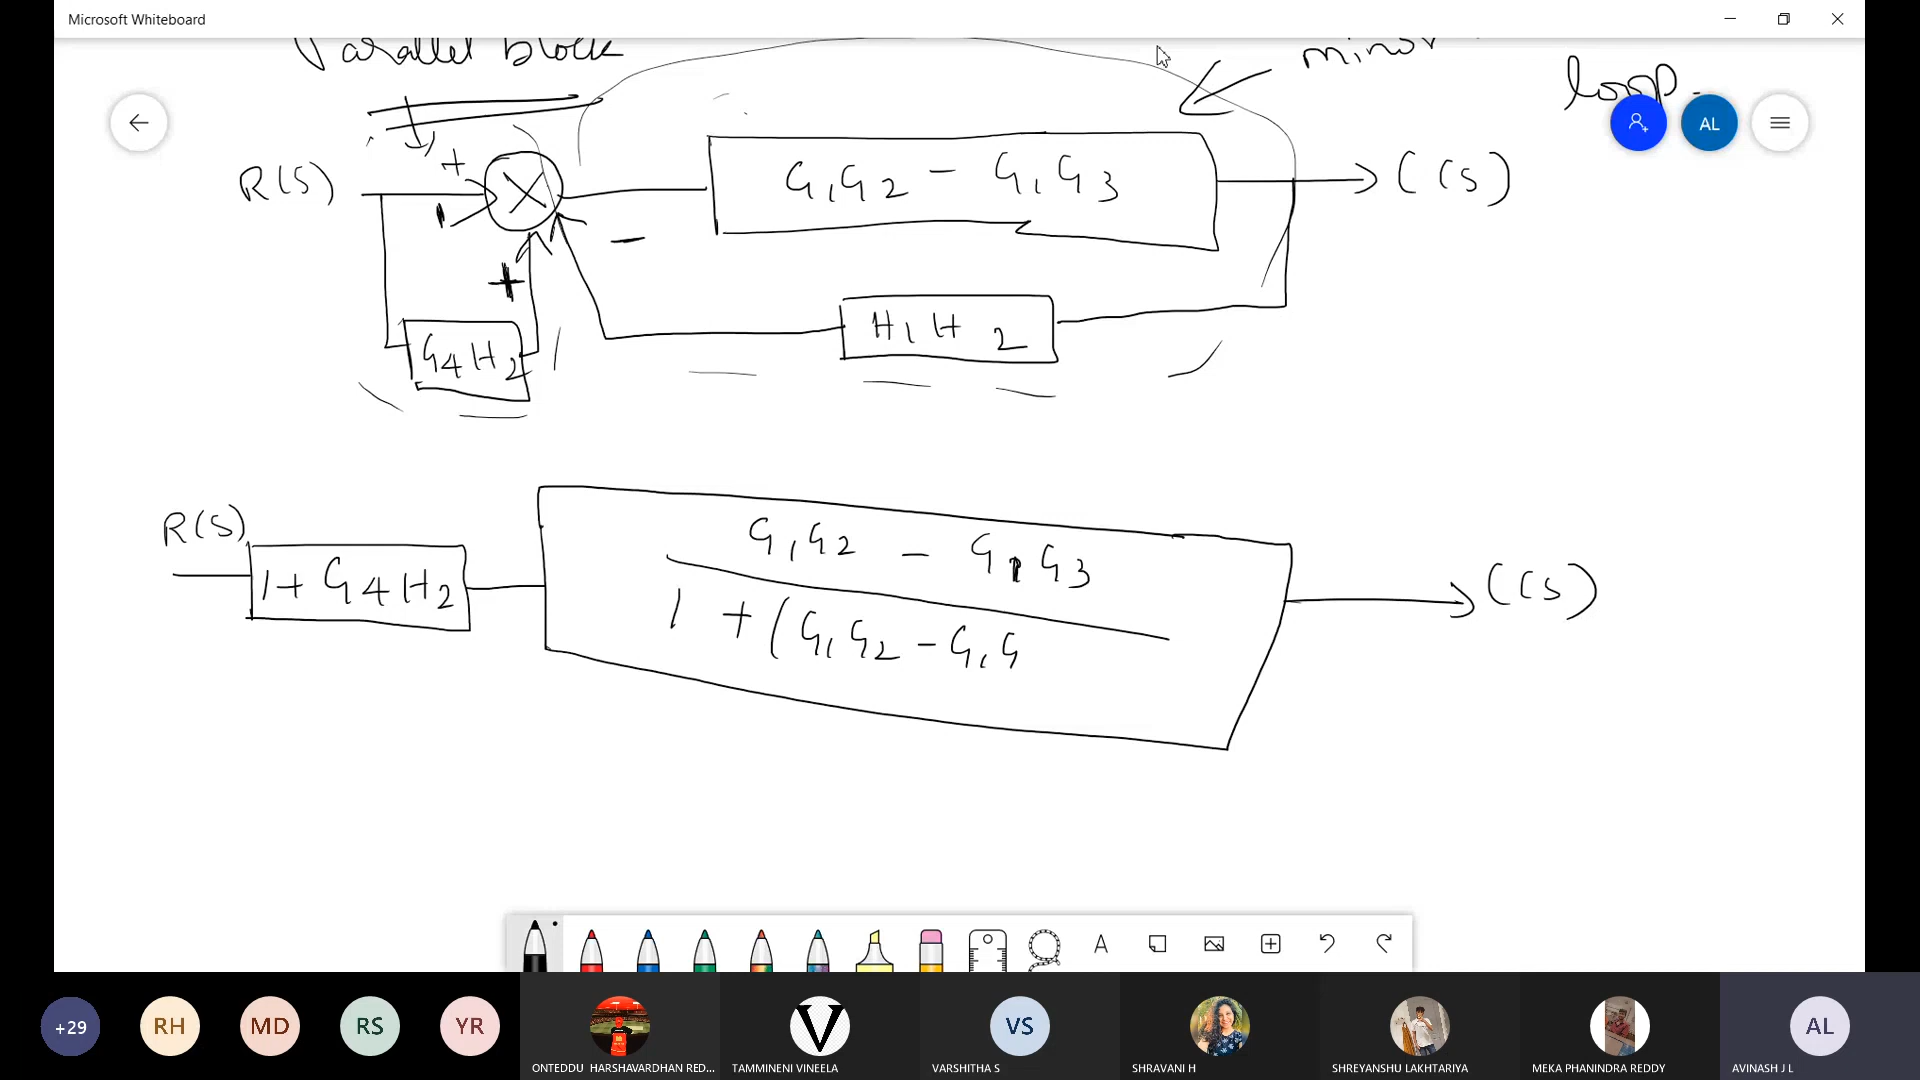 Microsoft Whiteboard
Parallel block
minor
loop.
AL
+
R(S)
G1G2 - G1G3
C(S)
-
+
H1H2
G4H2
R(S)
1+G4H2
G1G2 - G1G3
1 + (G1G2 - G1G
C(S)
A
+29
RH
MD
RS
YR
V
VS
AL
ONTEDDU HARSHAVARDHAN RED...
TAMMINENI VINEELA
VARSHITHA S
SHRAVANI H
SHREYANSHU LAKHTARIYA
MEKA PHANINDRA REDDY
AVINASH J L